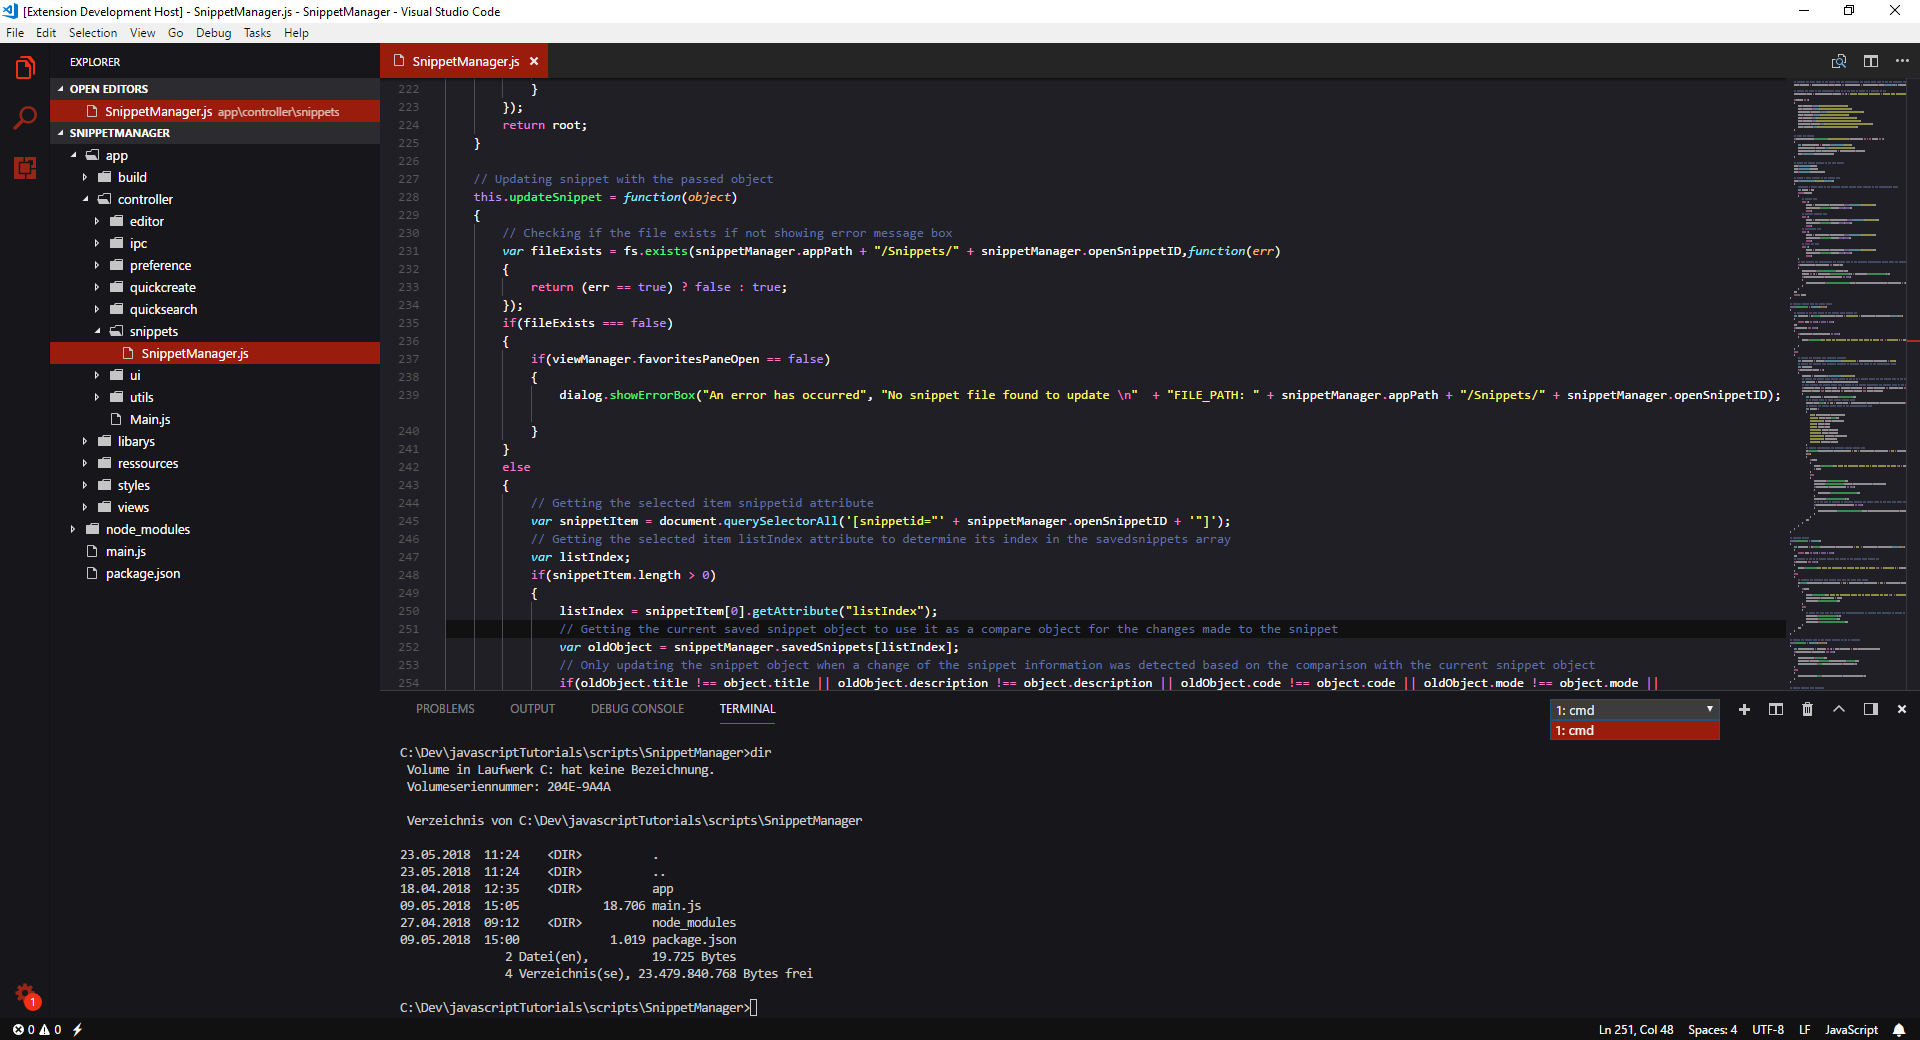 [Extension Development Host] - SnippetManager.js - SnippetManager - Visual Studio Code
File Edit Selection View Go Debug Tasks Help
EXPLORER
OPEN EDITORS
SnippetManager.js app\controller\snippets
SNIPPETMANAGER
app
build
controller
editor
ipc
preference
quickcreate
quicksearch
snippets
SnippetManager.js
ui
utils
Main.js
libarys
ressources
styles
views
node_modules
main.js
package.json
1
SnippetManager.js
222 }
223 });
224 return root;
225 }
226
227 // Updating snippet with the passed object
228 this.updateSnippet = function(object)
229 {
230 // Checking if the file exists if not showing error message box
231 var fileExists = fs.exists(snippetManager.appPath + "/Snippets/" + snippetManager.openSnippetID,function(err)
232 {
233 return (err == true) ? false : true;
234 });
235 if(fileExists === false)
236 {
237 if(viewManager.favoritesPaneOpen == false)
238 {
239 dialog.showErrorBox("An error has occurred", "No snippet file found to update \n" + "FILE_PATH: " + snippetManager.appPath + "/Snippets/" + snippetManager.openSnippetID);
240 }
241 }
242 else
243 {
244 // Getting the selected item snippetid attribute
245 var snippetItem = document.querySelectorAll('[snippetid="' + snippetManager.openSnippetID + '"]');
246 // Getting the selected item listIndex attribute to determine its index in the savedsnippets array
247 var listIndex;
248 if(snippetItem.length > 0)
249 {
250 listIndex = snippetItem[0].getAttribute("listIndex");
251 // Getting the current saved snippet object to use it as a compare object for the changes made to the snippet
252 var oldObject = snippetManager.savedSnippets[listIndex];
253 // Only updating the snippet object when a change of the snippet information was detected based on the comparison with the current snippet object
254 if(oldObject.title !== object.title || oldObject.description !== object.description || oldObject.code !== object.code || oldObject.mode !== object.mode ||
PROBLEMS OUTPUT DEBUG CONSOLE TERMINAL
1: cmd
1: cmd
C:\Dev\javascriptTutorials\scripts\SnippetManager>dir
Volume in Laufwerk C: hat keine Bezeichnung.
Volumeseriennummer: 204E-9A4A
Verzeichnis von C:\Dev\javascriptTutorials\scripts\SnippetManager
23.05.2018 11:24 <DIR> .
23.05.2018 11:24 <DIR> ..
18.04.2018 12:35 <DIR> app
09.05.2018 15:05 18.706 main.js
27.04.2018 09:12 <DIR> node_modules
09.05.2018 15:00 1.019 package.json
2 Datei(en), 19.725 Bytes
4 Verzeichnis(se), 23.479.840.768 Bytes frei
C:\Dev\javascriptTutorials\scripts\SnippetManager>
0 0 Ln 251, Col 48 Spaces: 4 UTF-8 LF JavaScript